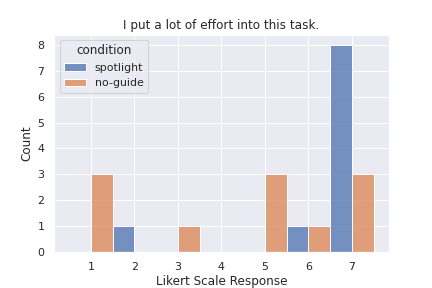 I put a lot of effort into this task.
condition
spotlight
no-guide
8
7
6
5
4
3
2
1
0
Count
1 2 3 4 5 6 7
Likert Scale Response